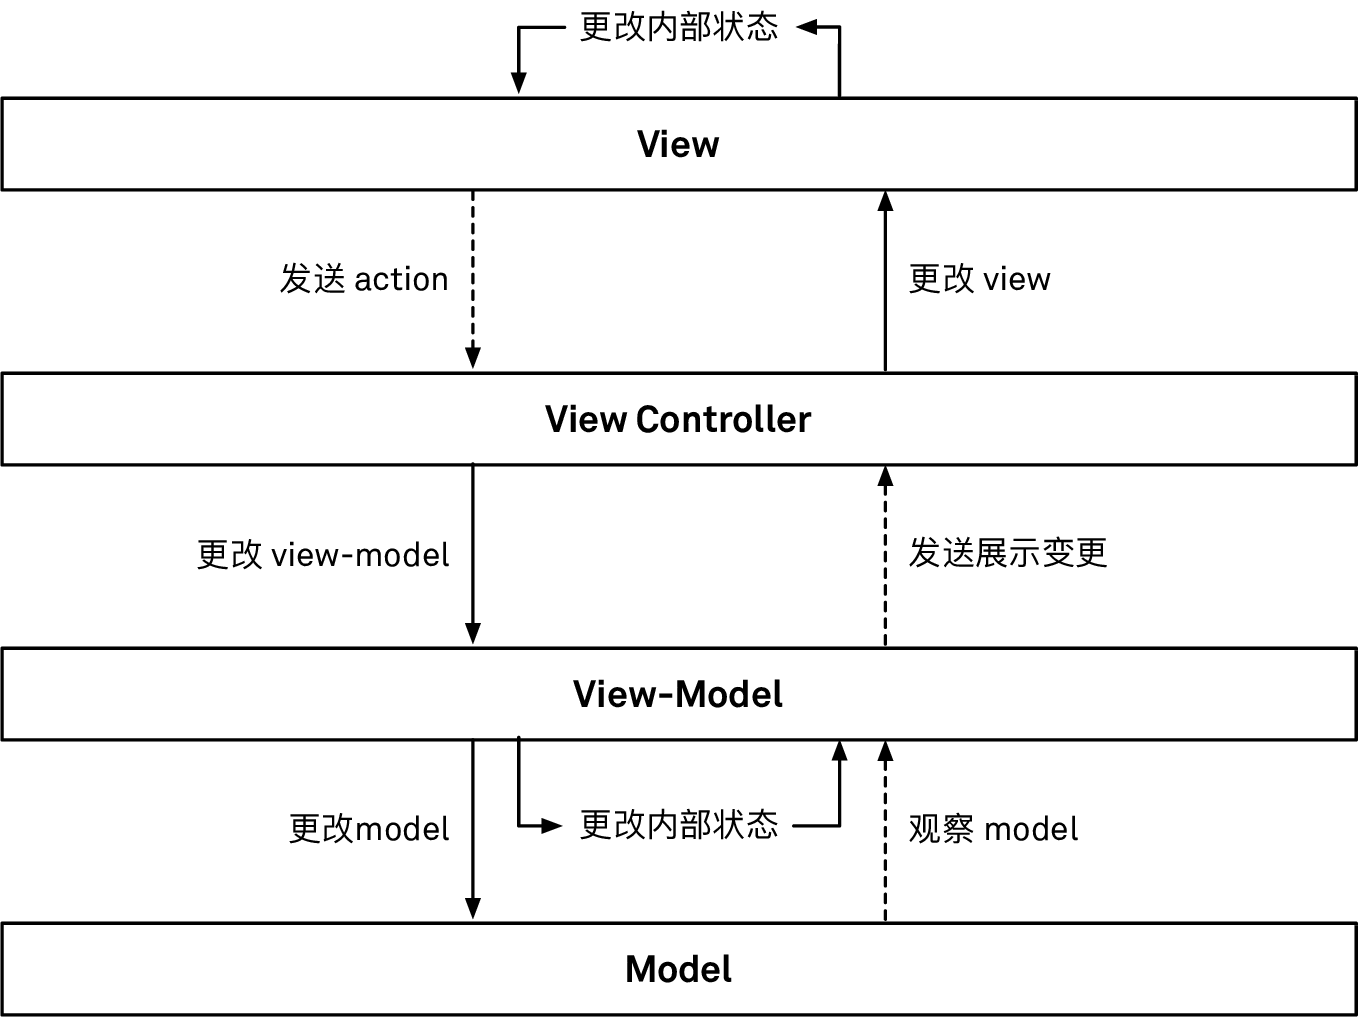 更改内部状态
View
发送 action
更改 view
View Controller
更改 view-model
发送展示变更
View-Model
更改model
更改内部状态
观察 model
Model